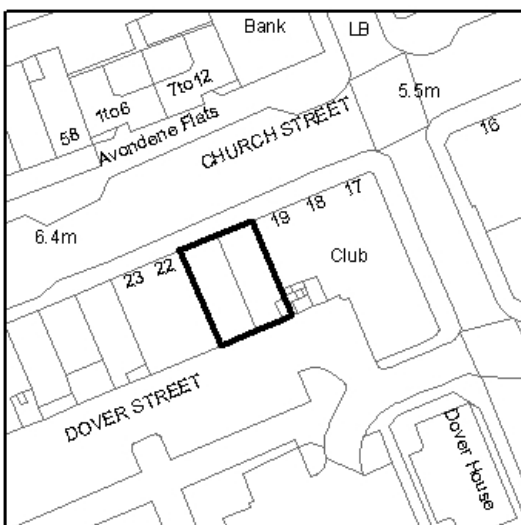 Bank
LB
5.5m
7to12
1to6
58
Avondene Flats
CHURCH STREET
16
17
18
19
6.4m
Club
22
23
DOVER STREET
Dover House